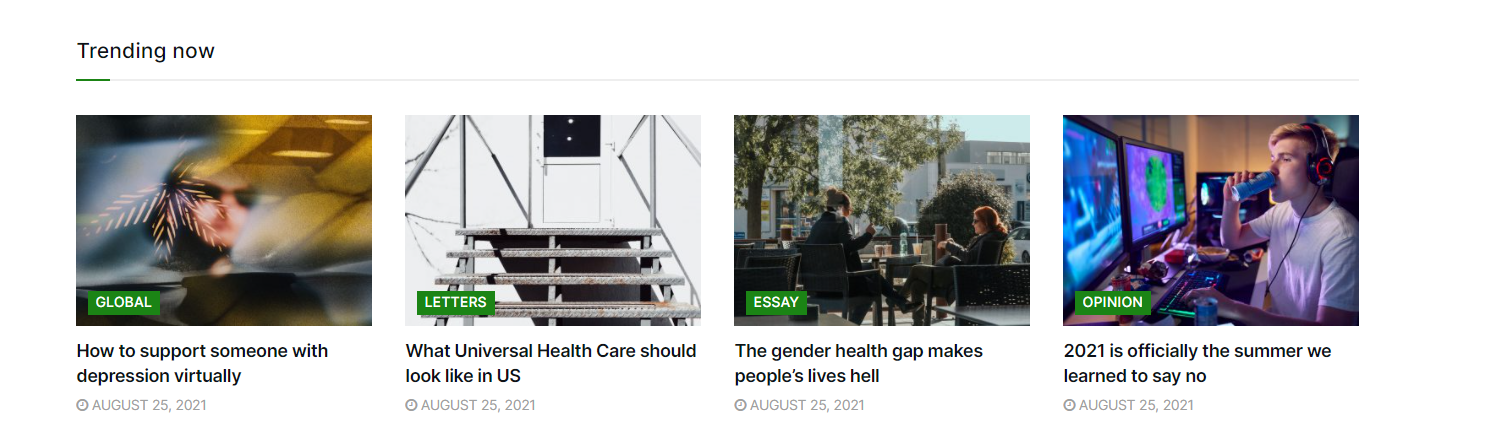 Trending now
GLOBAL
LETTERS
ESSAY
OPINION
How to support someone with
depression virtually
AUGUST 25, 2021
What Universal Health Care should
look like in US
AUGUST 25, 2021
The gender health gap makes
people’s lives hell
AUGUST 25, 2021
2021 is officially the summer we
learned to say no
AUGUST 25, 2021